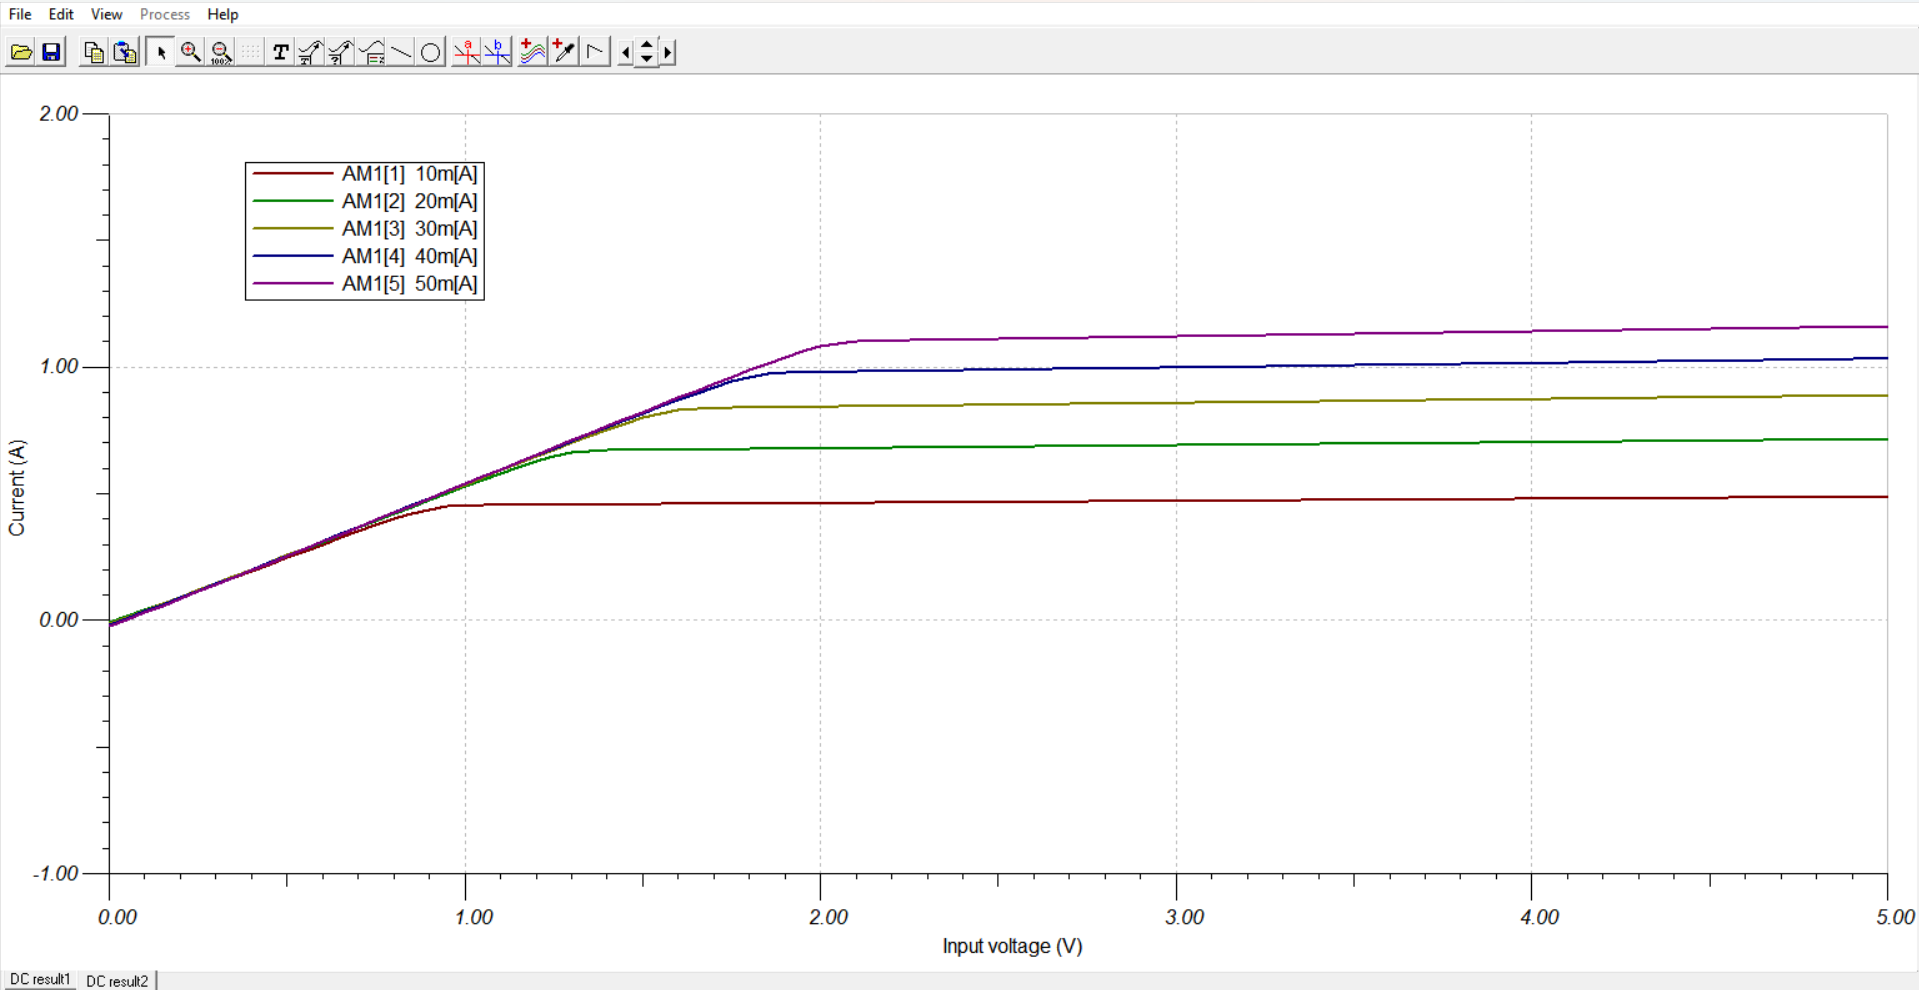 File Edit View Process Help
100% T T ? = a b
2.00
AM1[1] 10m[A]
AM1[2] 20m[A]
AM1[3] 30m[A]
AM1[4] 40m[A]
AM1[5] 50m[A]
1.00
Current (A)
0.00
-1.00
0.00 1.00 2.00 3.00 4.00 5.00
Input voltage (V)
DC result1 DC result2